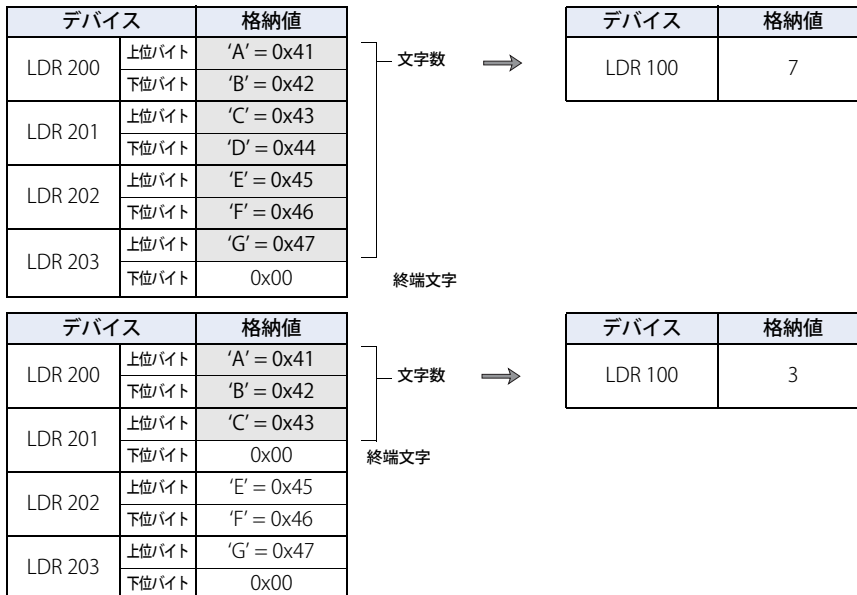 デバイス 格納値 デバイス 格納値
LDR 200 上位バイト ‘A’ = 0x41 文字数 LDR 100 7
下位バイト ‘B’ = 0x42
LDR 201 上位バイト ‘C’ = 0x43
下位バイト ‘D’ = 0x44
LDR 202 上位バイト ‘E’ = 0x45
下位バイト ‘F’ = 0x46
LDR 203 上位バイト ‘G’ = 0x47
下位バイト 0x00 終端文字
デバイス 格納値 デバイス 格納値
LDR 200 上位バイト ‘A’ = 0x41 文字数 LDR 100 3
下位バイト ‘B’ = 0x42
LDR 201 上位バイト ‘C’ = 0x43
下位バイト 0x00 終端文字
LDR 202 上位バイト ‘E’ = 0x45
下位バイト ‘F’ = 0x46
LDR 203 上位バイト ‘G’ = 0x47
下位バイト 0x00